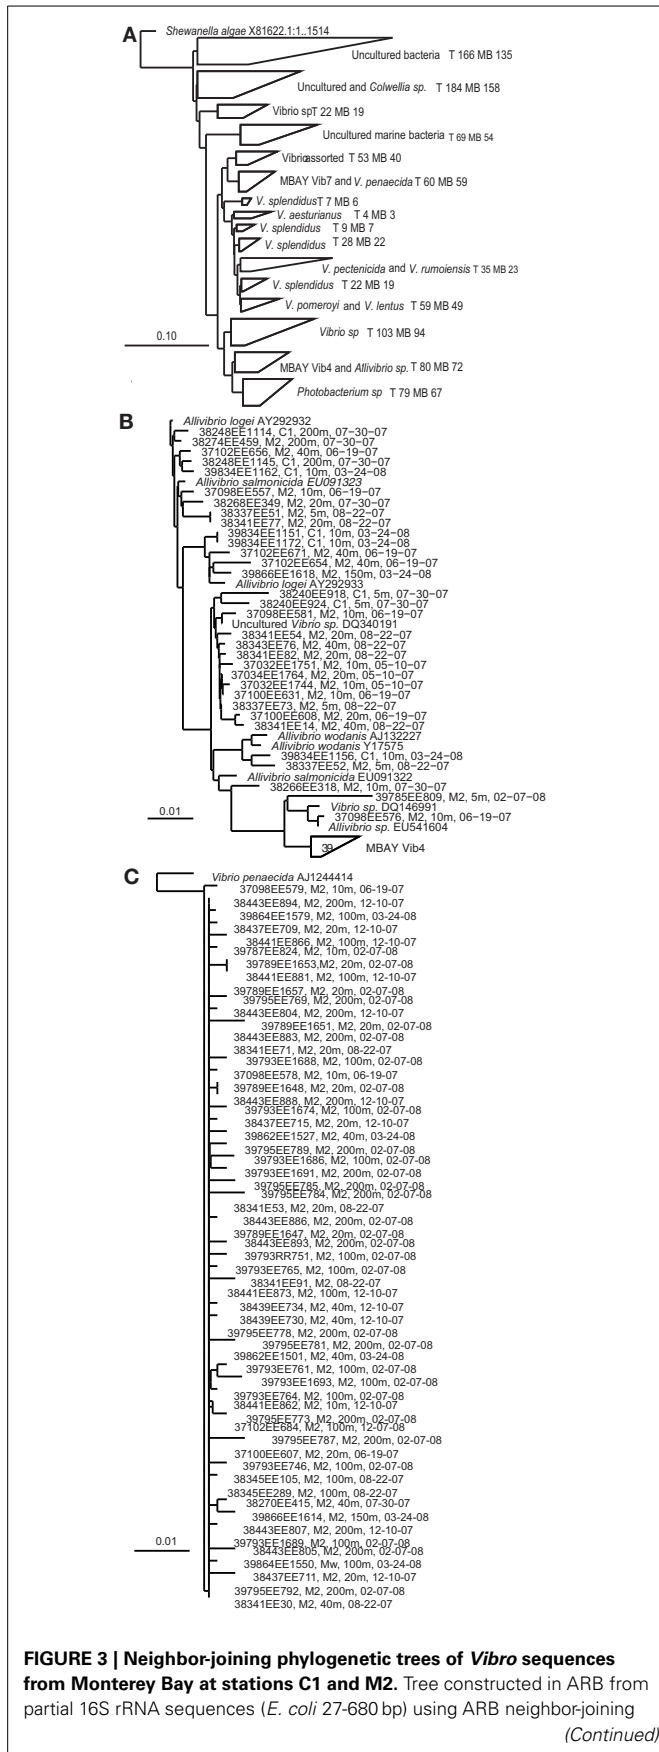 A
Shewanella algae X81622.1:1..1514
Uncultured bacteria T 166 MB 135
Uncultured and Colwellia sp. T 184 MB 158
Vibrio spT 22 MB 19
Uncultured marine bacteria T 69 MB 54
Vibrioassorted T 53 MB 40
MBAY Vib7 and V. penaecida T 60 MB 59
V. splendidus T 7 MB 6
V. aesturianus T 4 MB 3
V. splendidus T 9 MB 7
V. splendidus T 28 MB 22
V. pectenicida and V. rumoiensis T 35 MB 23
V. splendidus T 22 MB 19
V. pomeroyi and V. lentus T 59 MB 49
0.10
Vibrio sp T 103 MB 94
MBAY Vib4 and Allivibrio sp. T 80 MB 72
Photobacterium sp T 79 MB 67
B
Allivibrio logei AY292932
38248EE1114, C1, 200m, 07-30-07
38274EE459, M2, 200m, 07-30-07
37102EE656, M2, 40m, 06-19-07
38248EE1145, C1, 200m, 07-30-07
39834EE1162, C1, 10m, 03-24-08
Allivibrio salmonicida EU091323
37098EE557, M2, 10m, 06-19-07
38268EE349, M2, 20m, 07-30-07
38337EE51, M2, 5m, 08-22-07
38341EE77, M2, 20m, 08-22-07
39834EE1151, C1, 10m, 03-24-08
39834EE1172, C1, 10m, 03-24-08
37102EE671, M2, 40m, 06-19-07
37102EE654, M2, 40m, 06-19-07
39866EE1618, M2, 150m, 03-24-08
Allivibrio logei AY292933
38240EE918, C1, 5m, 07-30-07
38240EE924, C1, 5m, 07-30-07
37098EE581, M2, 10m, 06-19-07
Uncultured Vibrio sp. DQ340191
38341EE54, M2, 20m, 08-22-07
38343EE76, M2, 40m, 08-22-07
38341EE82, M2, 20m, 08-22-07
37032EE1751, M2, 10m, 05-10-07
37034EE1764, M2, 20m, 05-10-07
37032EE1744, M2, 10m, 05-10-07
37100EE631, M2, 10m, 06-19-07
38337EE73, M2, 5m, 08-22-07
37100EE608, M2, 20m, 06-19-07
38341EE14, M2, 40m, 08-22-07
Allivibrio wodanis AJ132227
Allivibrio wodanis Y17575
39834EE1156, C1, 10m, 03-24-08
38337EE52, M2, 5m, 08-22-07
Allivibrio salmonicida EU091322
38266EE318, M2, 10m, 07-30-07
39785EE809, M2, 5m, 02-07-08
Vibrio sp. DQ146991
0.01
37098EE576, M2, 10m, 06-19-07
Allivibrio sp. EU541604
39 MBAY Vib4
C
Vibrio penaecida AJ1244414
37098EE579, M2, 10m, 06-19-07
38443EE894, M2, 200m, 12-10-07
39864EE1579, M2, 100m, 03-24-08
38437EE709, M2, 20m, 12-10-07
38441EE866, M2, 100m, 12-10-07
39787EE824, M2, 10m, 02-07-08
39789EE1653,M2, 20m, 02-07-08
38441EE881, M2, 100m, 12-10-07
39789EE1657, M2, 20m, 02-07-08
39795EE769, M2, 200m, 02-07-08
38443EE804, M2, 200m, 12-10-07
39789EE1651, M2, 20m, 02-07-08
38443EE883, M2, 200m, 02-07-08
38341EE71, M2, 20m, 08-22-07
39793EE1688, M2, 100m, 02-07-08
37098EE578, M2, 10m, 06-19-07
39789EE1648, M2, 20m, 02-07-08
38443EE888, M2, 200m, 12-10-07
39793EE1674, M2, 100m, 02-07-08
38437EE715, M2, 20m, 12-10-07
39862EE1527, M2, 40m, 03-24-08
39795EE789, M2, 200m, 02-07-08
39793EE1686, M2, 100m, 02-07-08
39793EE1691, M2, 200m, 02-07-08
39795EE785, M2, 200m, 02-07-08
39795EE784, M2, 200m, 02-07-08
38341E53, M2, 20m, 08-22-07
38443EE886, M2, 200m, 02-07-08
39789EE1647, M2, 20m, 02-07-08
38443EE893, M2, 200m, 02-07-08
39793RR751, M2, 100m, 02-07-08
39793EE765, M2, 100m, 02-07-08
38341EE91, M2, 08-22-07
38441EE873, M2, 100m, 12-10-07
38439EE734, M2, 40m, 12-10-07
38439EE730, M2, 40m, 12-10-07
39795EE778, M2, 200m, 02-07-08
39795EE781, M2, 200m, 02-07-08
39862EE1501, M2, 40m, 03-24-08
39793EE761, M2, 100m, 02-07-08
39793EE1693, M2, 100m, 02-07-08
39793EE764, M2, 100m, 02-07-08
38441EE862, M2, 10m, 12-10-07
39795EE773, M2, 200m, 02-07-08
37102EE684, M2, 100m, 12-07-08
39795EE787, M2, 200m, 02-07-08
37100EE607, M2, 20m, 06-19-07
39793EE746, M2, 100m, 02-07-08
38345EE105, M2, 100m, 08-22-07
38345EE289, M2, 100m, 08-22-07
38270EE415, M2, 40m, 07-30-07
39866EE1614, M2, 150m, 03-24-08
38443EE807, M2, 200m, 12-10-07
0.01
39793EE1689, M2, 100m, 02-07-08
38443EE805, M2, 200m, 02-07-08
39864EE1550, Mw, 100m, 03-24-08
38437EE711, M2, 20m, 12-10-07
39795EE792, M2, 200m, 02-07-08
38341EE30, M2, 40m, 08-22-07
FIGURE 3 | Neighbor-joining phylogenetic trees of Vibro sequences
from Monterey Bay at stations C1 and M2. Tree constructed in ARB from
partial 16S rRNA sequences (E. coli 27-680 bp) using ARB neighbor-joining
(Continued)